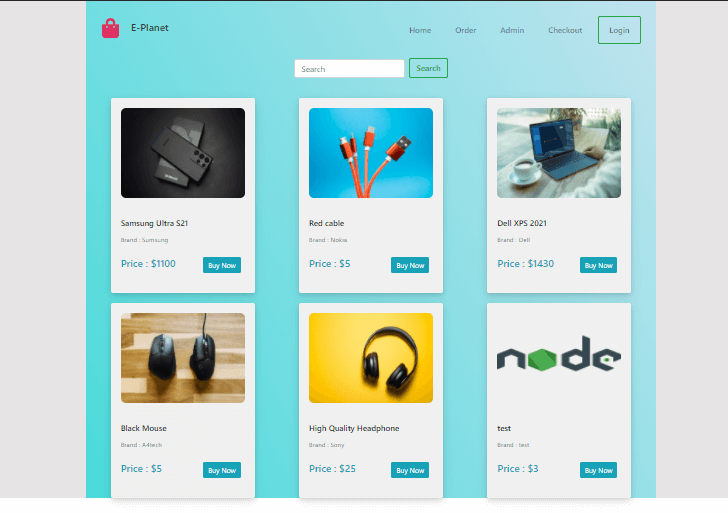 E-Planet
Home Order Admin Checkout Login
Search Search
Samsung Ultra S21
Brand : Sumsung
Price : $1100 Buy Now
Red cable
Brand : Nokia
Price : $5 Buy Now
Dell XPS 2021
Brand : Dell
Price : $1430 Buy Now
Black Mouse
Brand : A4tech
Price : $5 Buy Now
High Quality Headphone
Brand : Sony
Price : $25 Buy Now
node
test
Brand : test
Price : $3 Buy Now